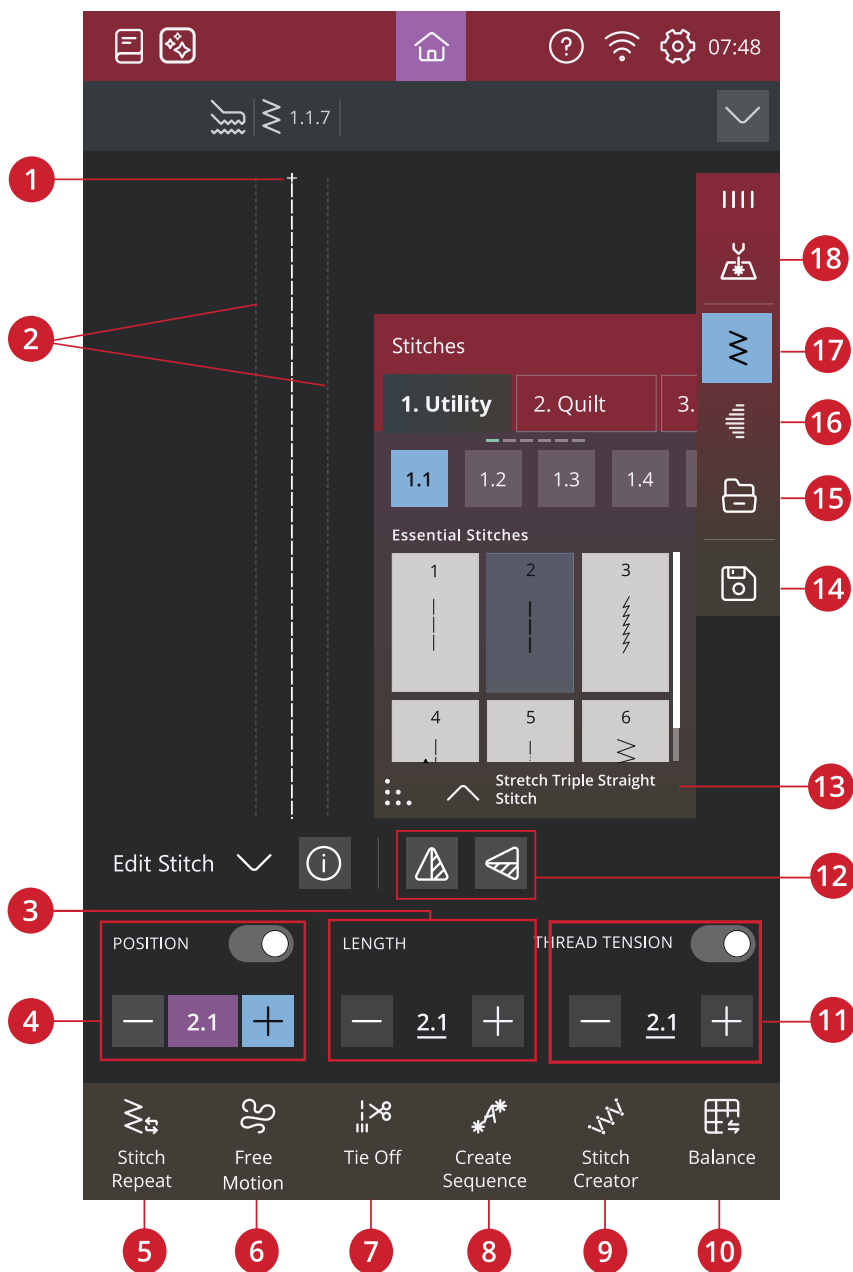 07:48
1.1.7
1
18
2
Stitches
17
1. Utility
2. Quilt
3.
16
1.1
1.2
1.3
1.4
15
Essential Stitches
1
2
3
14
4
5
6
Stretch Triple Straight
Stitch
13
Edit Stitch
12
3
POSITION
LENGTH
THREAD TENSION
4
2.1
2.1
2.1
11
Stitch
Repeat
Free
Motion
Tie Off
Create
Sequence
Stitch
Creator
Balance
5
6
7
8
9
10